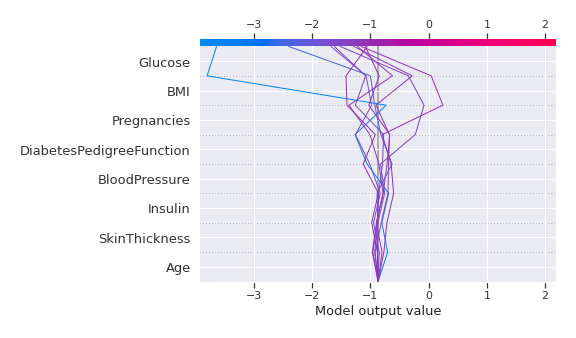 −3 −2 −1 0 1 2
Glucose
BMI
Pregnancies
DiabetesPedigreeFunction
BloodPressure
Insulin
SkinThickness
Age
−3 −2 −1 0 1 2
Model output value